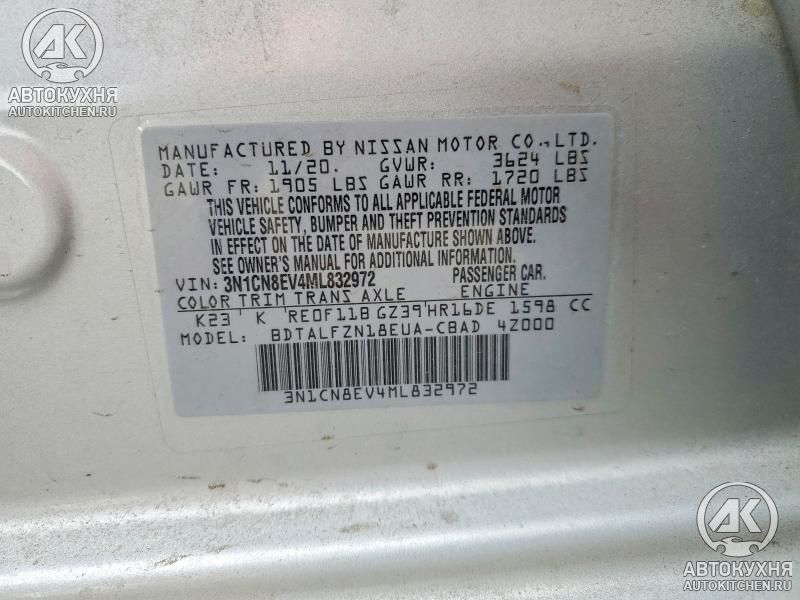 AK
АВТОКУХНЯ
AUTOKITCHEN.RU
MANUFACTURED BY NISSAN MOTOR CO., LTD.
DATE: 11/20. GVWR: 3624 LBS
GAWR FR: 1905 LBS GAWR RR: 1720 LBS
THIS VEHICLE CONFORMS TO ALL APPLICABLE FEDERAL MOTOR
VEHICLE SAFETY, BUMPER AND THEFT PREVENTION STANDARDS
IN EFFECT ON THE DATE OF MANUFACTURE SHOWN ABOVE.
SEE OWNER'S MANUAL FOR ADDITIONAL INFORMATION.
VIN: 3N1CN8EV4ML832972 PASSENGER CAR.
COLOR TRIM TRANS AXLE ENGINE
K23 K RE0F11B GZ39 HR16DE 1598 CC
MODEL: BDTALFZN18EUA-CBAD 4Z000
3N1CN8EV4ML832972
AK
АВТОКУХНЯ
AUTOKITCHEN.RU